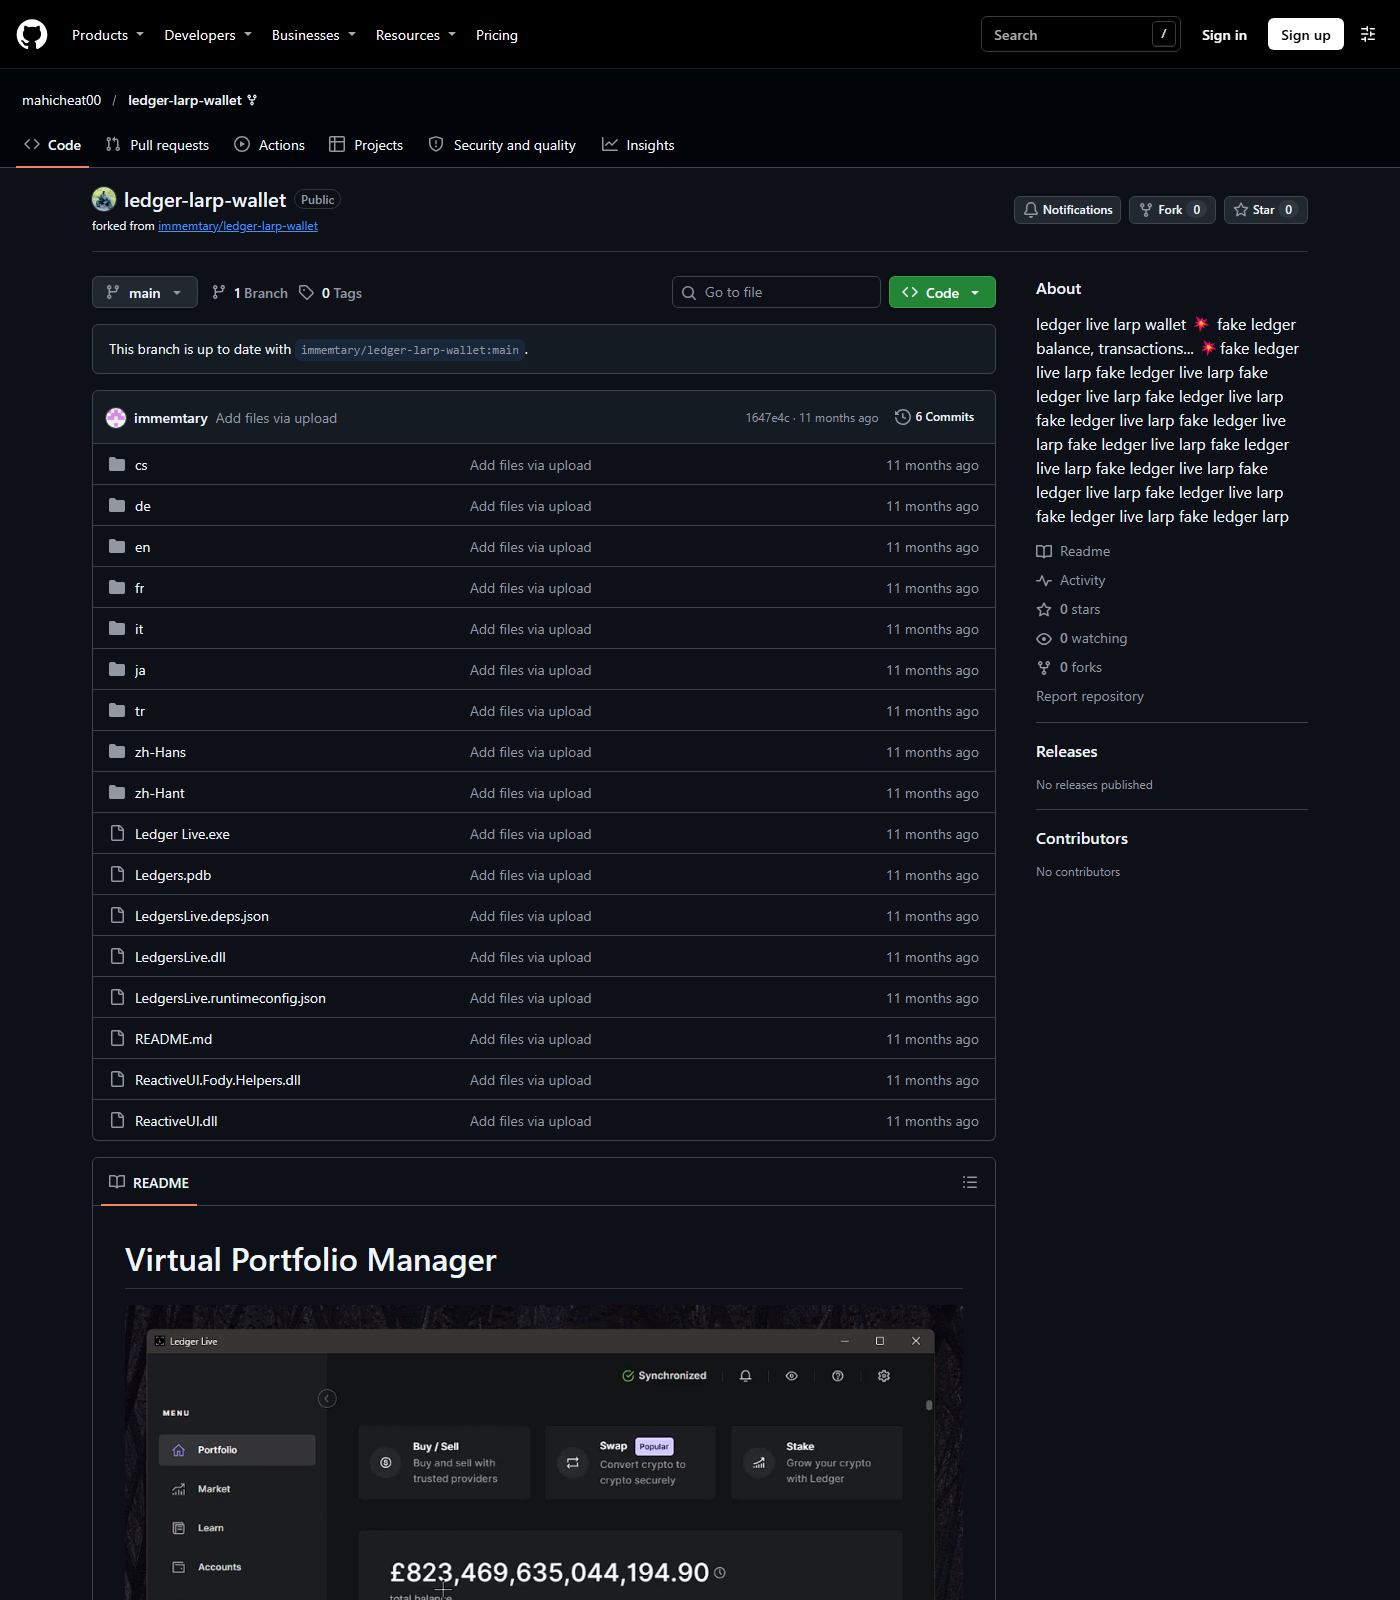 Products Developers Businesses Resources Pricing Search / Sign in Sign up
mahicheat00 / ledger-larp-wallet
Code Pull requests Actions Projects Security and quality Insights
ledger-larp-wallet Public
forked from immemtary/ledger-larp-wallet
Notifications Fork 0 Star 0
main 1 Branch 0 Tags Go to file Code
This branch is up to date with immemtary/ledger-larp-wallet:main .
immemtary Add files via upload 1647e4c · 11 months ago 6 Commits
cs Add files via upload 11 months ago
de Add files via upload 11 months ago
en Add files via upload 11 months ago
fr Add files via upload 11 months ago
it Add files via upload 11 months ago
ja Add files via upload 11 months ago
tr Add files via upload 11 months ago
zh-Hans Add files via upload 11 months ago
zh-Hant Add files via upload 11 months ago
Ledger Live.exe Add files via upload 11 months ago
Ledgers.pdb Add files via upload 11 months ago
LedgersLive.deps.json Add files via upload 11 months ago
LedgersLive.dll Add files via upload 11 months ago
LedgersLive.runtimeconfig.json Add files via upload 11 months ago
README.md Add files via upload 11 months ago
ReactiveUI.Fody.Helpers.dll Add files via upload 11 months ago
ReactiveUI.dll Add files via upload 11 months ago
About
ledger live larp wallet 💥 fake ledger
balance, transactions... 💥 fake ledger
live larp fake ledger live larp fake
ledger live larp fake ledger live larp
fake ledger live larp fake ledger live
larp fake ledger live larp fake ledger
live larp fake ledger live larp fake
ledger live larp fake ledger live larp
fake ledger live larp fake ledger larp
Readme
Activity
0 stars
0 watching
0 forks
Report repository
Releases
No releases published
Contributors
No contributors
README
Virtual Portfolio Manager
Ledger Live
Synchronized
MENU
Portfolio
Market
Learn
Accounts
Buy / Sell
Buy and sell with
trusted providers
Swap Popular
Convert crypto to
crypto securely
Stake
Grow your crypto
with Ledger
£823,469,635,044,194.90
total balance